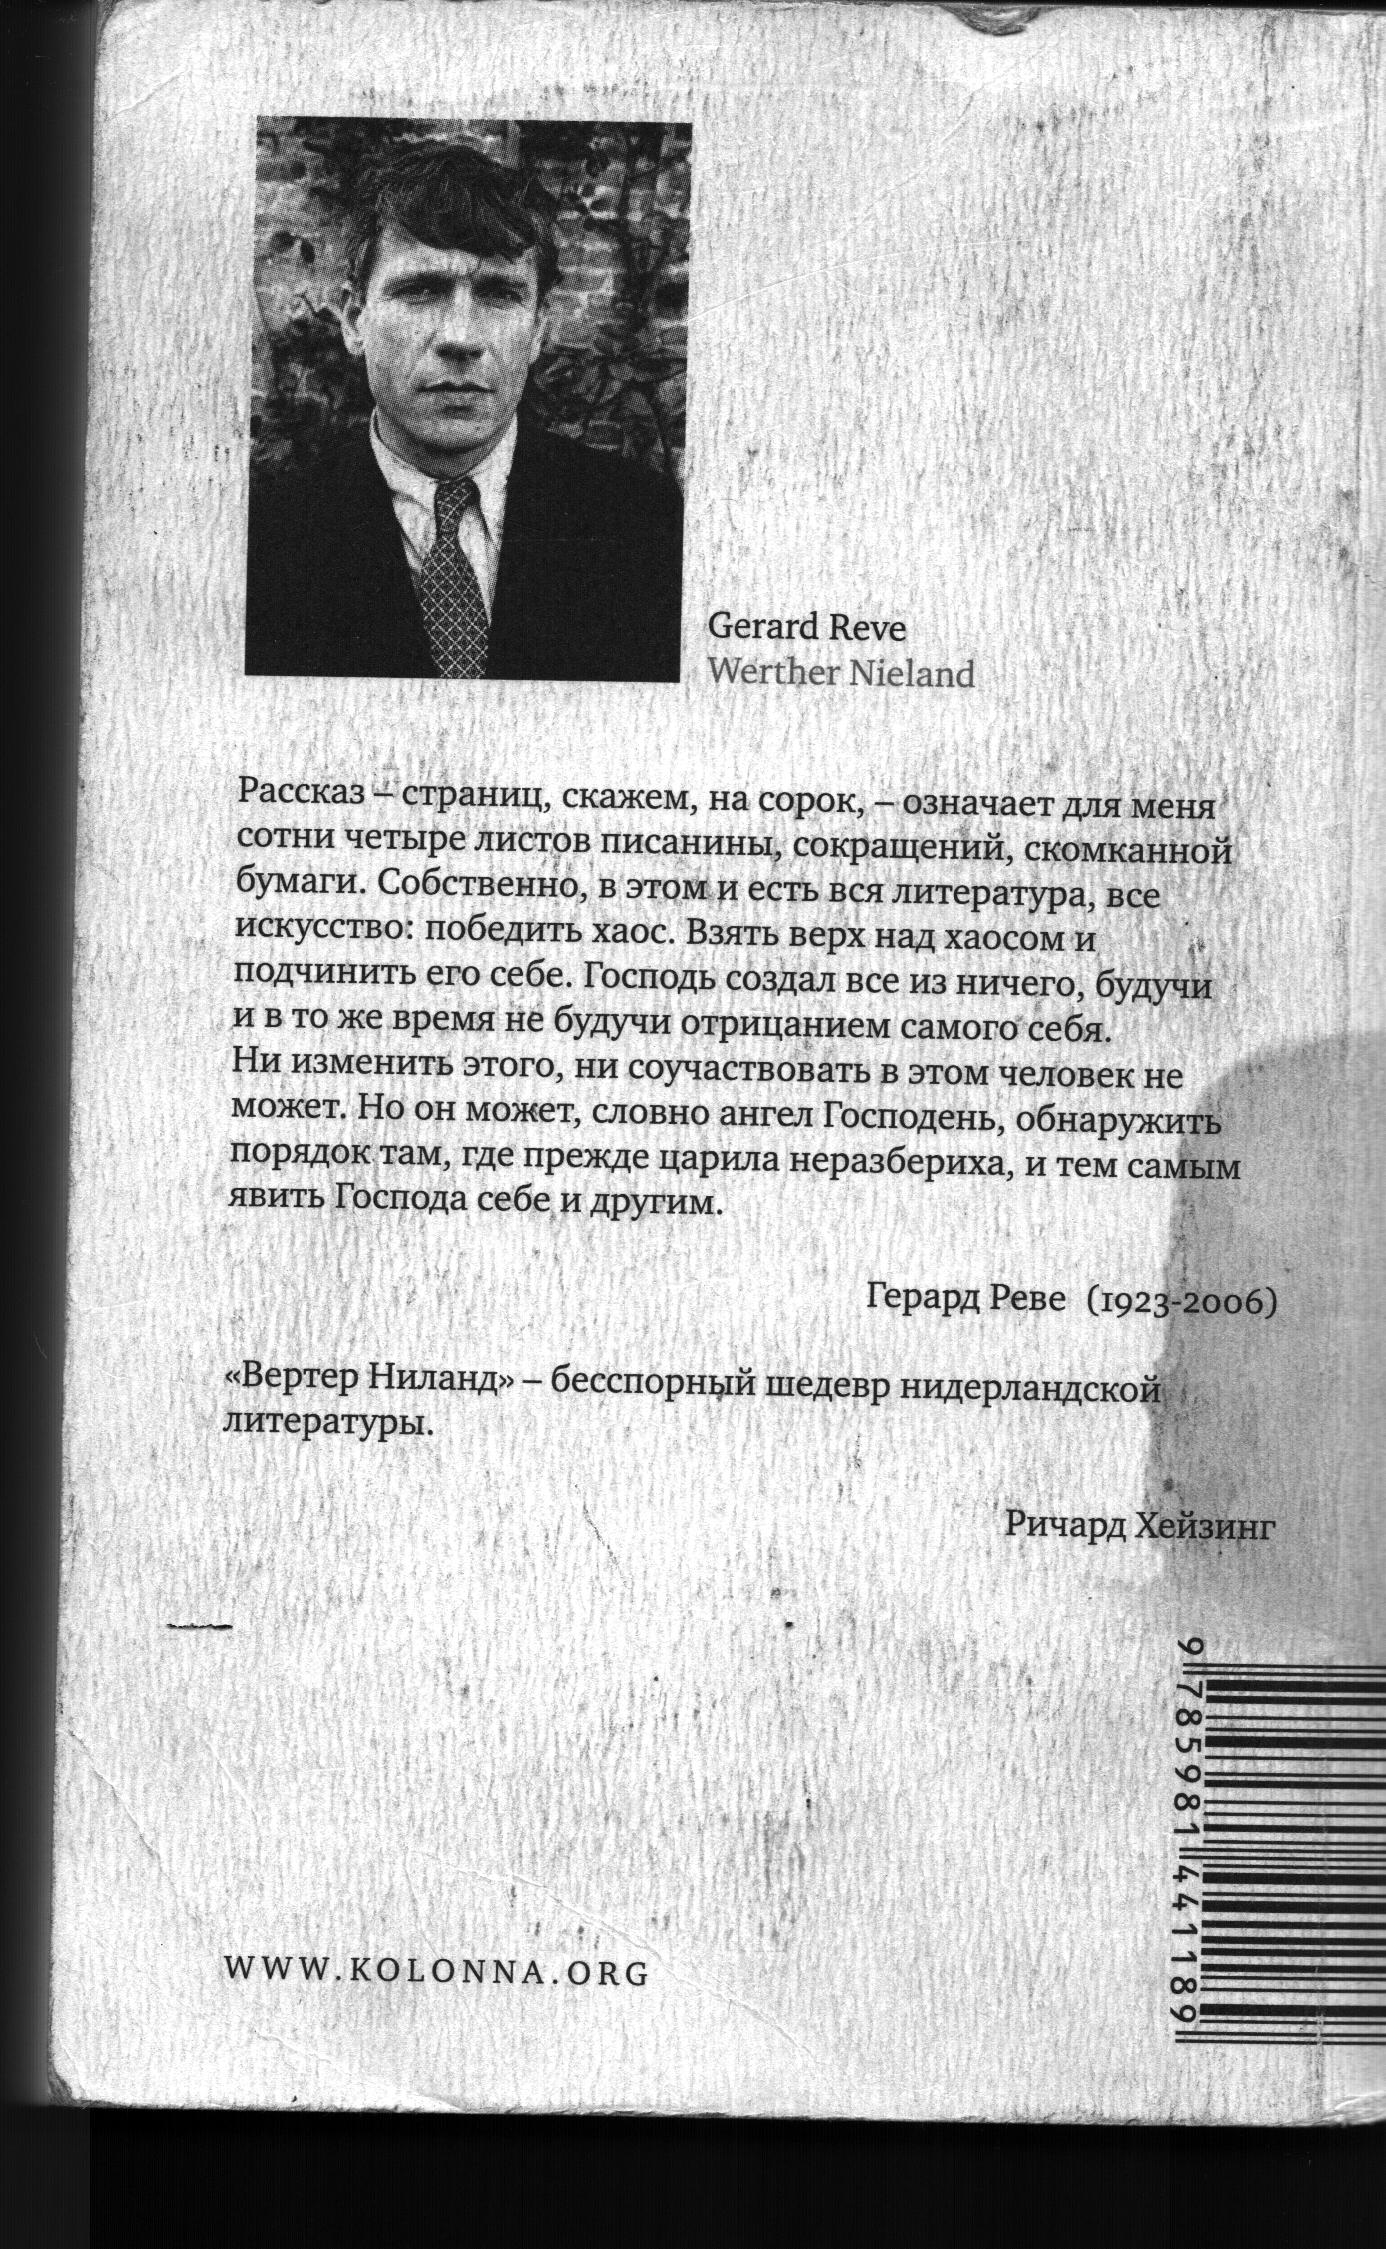 Gerard Reve
Werther Nieland
Рассказ – страниц, скажем, на сорок, – означает для меня
сотни четыре листов писанины, сокращений, скомканной
бумаги. Собственно, в этом и есть вся литература, все
искусство: победить хаос. Взять верх над хаосом и
подчинить его себе. Господь создал все из ничего, будучи
и в то же время не будучи отрицанием самого себя.
Ни изменить этого, ни соучаствовать в этом человек не
может. Но он может, словно ангел Господень, обнаружить
порядок там, где прежде царила неразбериха, и тем самым
явить Господа себе и другим.
Герард Реве (1923-2006)
«Вертер Ниланд» – бесспорный шедевр нидерландской
литературы.
Ричард Хейзинг
9 785981 441189
WWW.KOLONNA.ORG